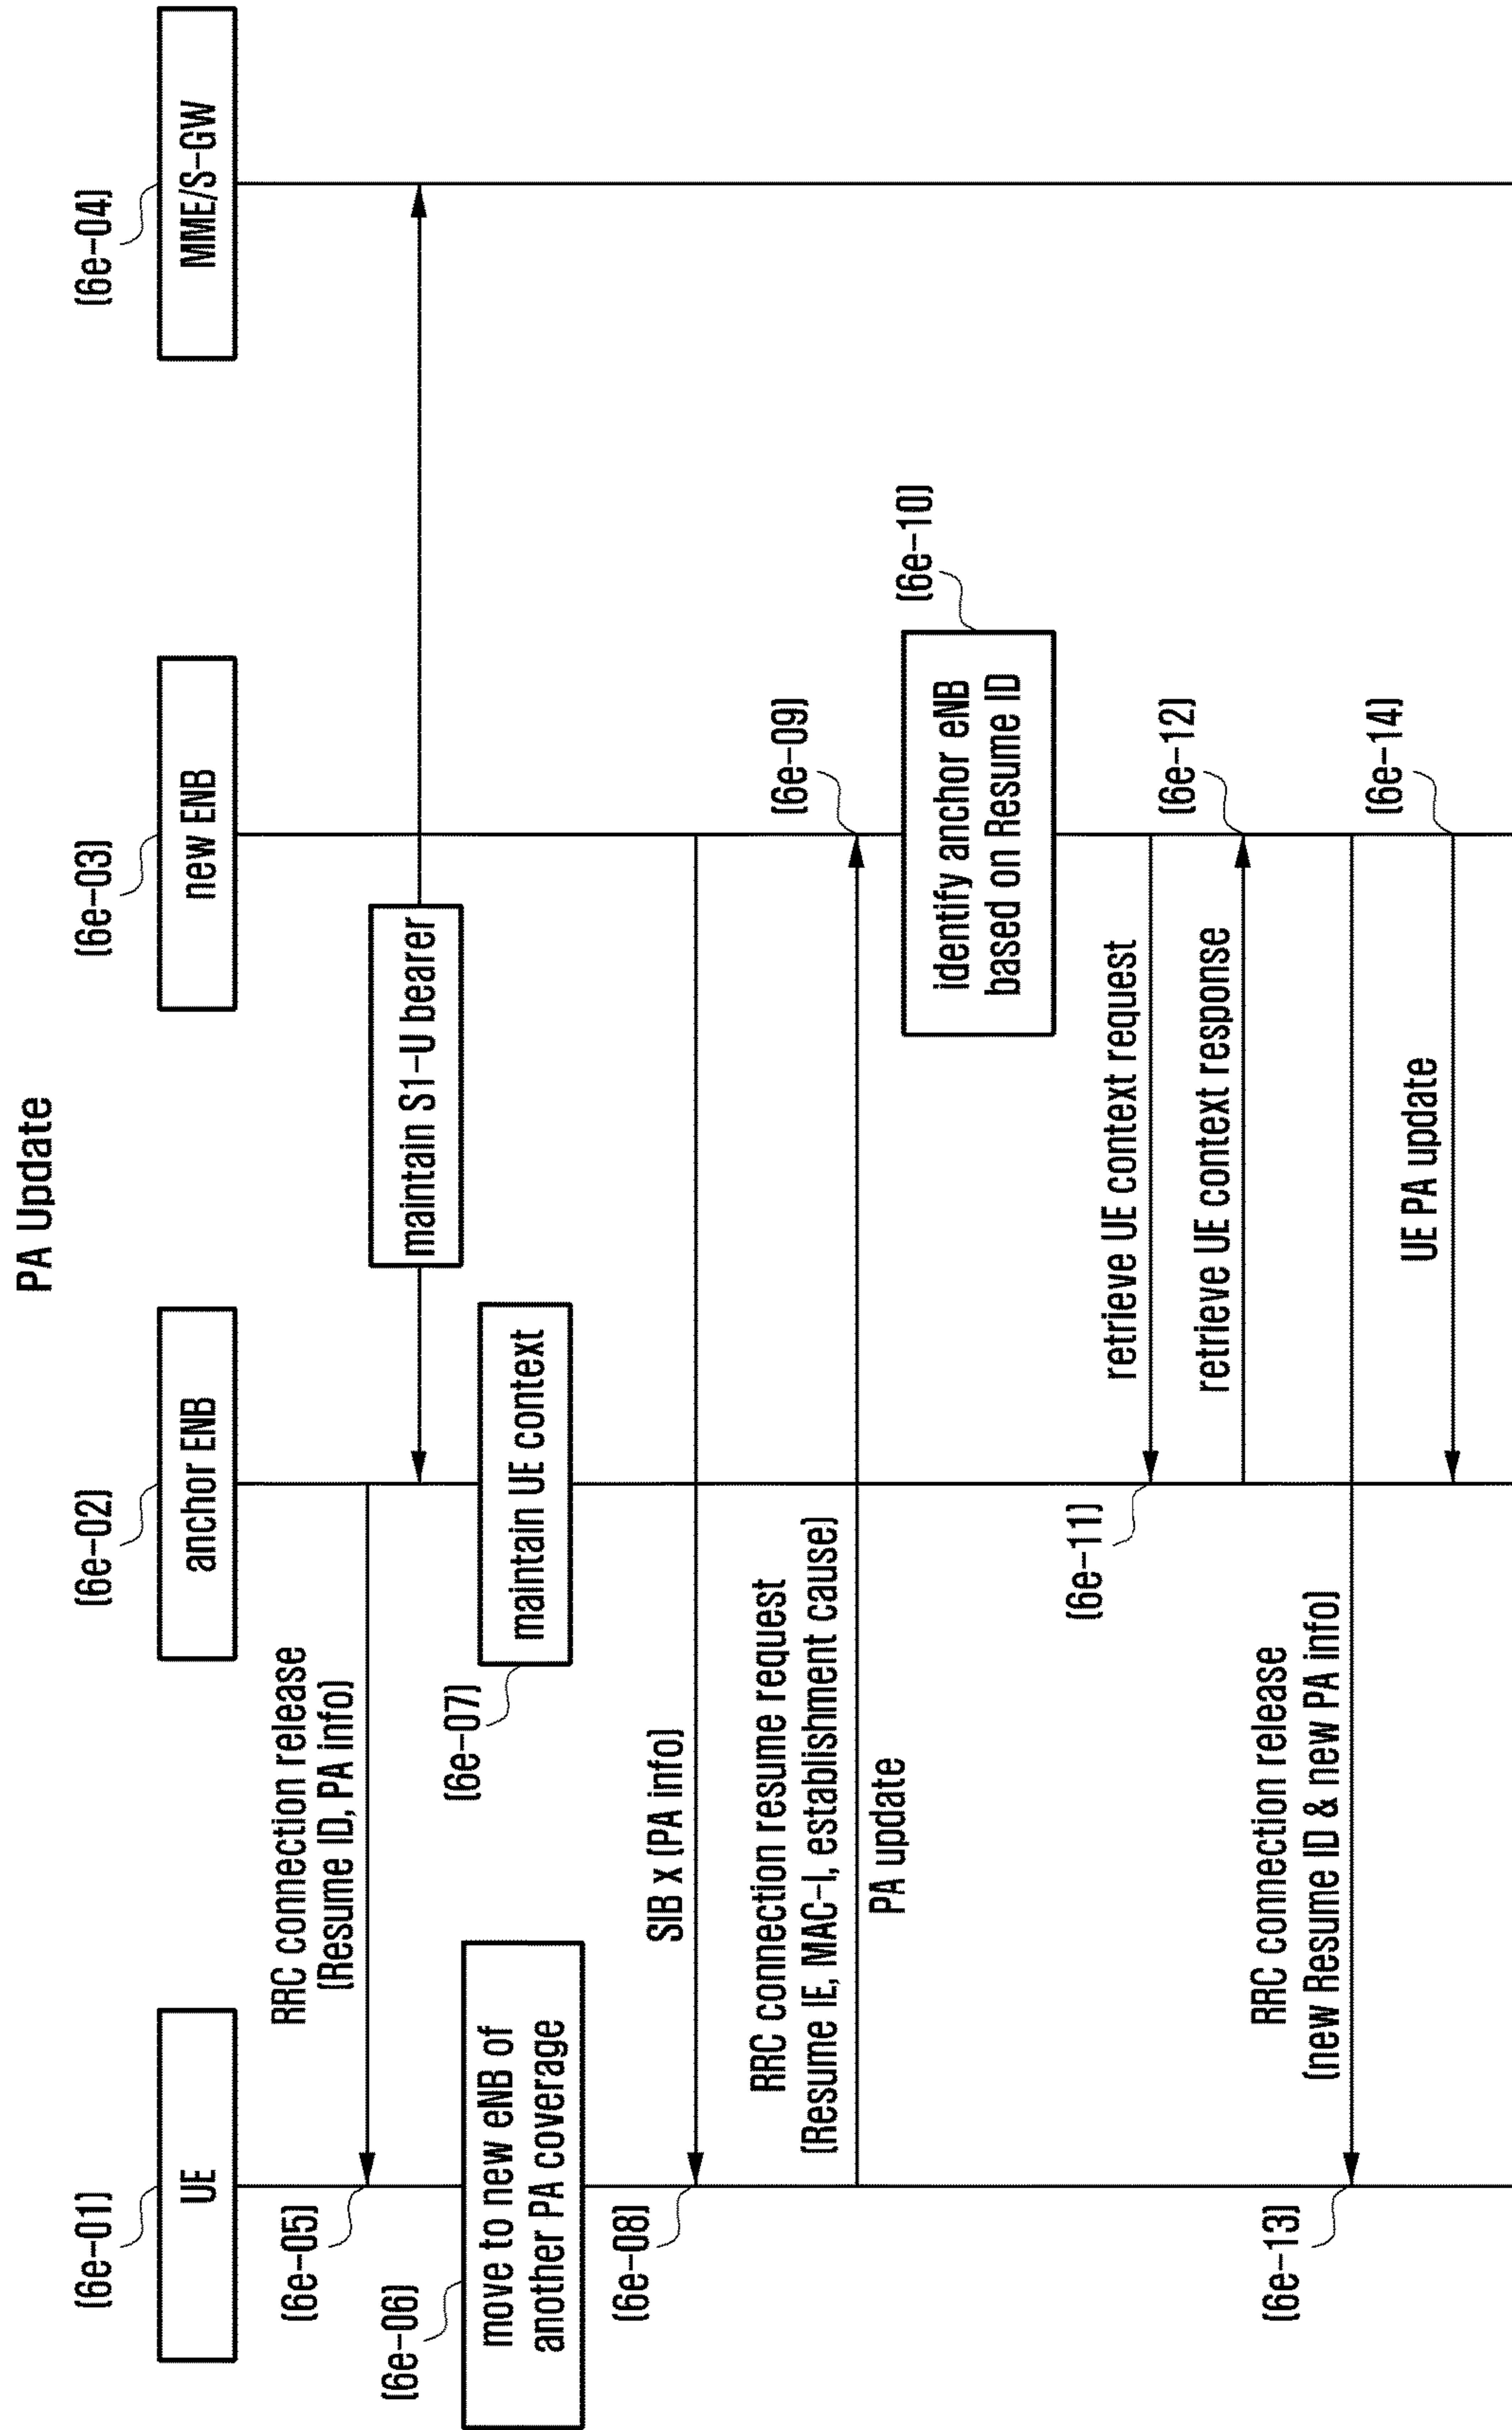 PA Update
(6e-01)
(6e-02)
(6e-03)
(6e-04)
UE
anchor ENB
new ENB
MME/S-GW
RRC connection release
(Resume ID, PA info)
(6e-05)
maintain S1-U bearer
(6e-06)
move to new eNB of
another PA coverage
(6e-07)
maintain UE context
SIB x (PA info)
(6e-08)
RRC connection resume request
(Resume IE, MAC-I, establishment cause)
(6e-09)
PA update
(6e-10)
identify anchor eNB
based on Resume ID
retrieve UE context request
(6e-11)
retrieve UE context response
(6e-12)
RRC connection release
(new Resume ID & new PA info)
(6e-13)
UE PA update
(6e-14)